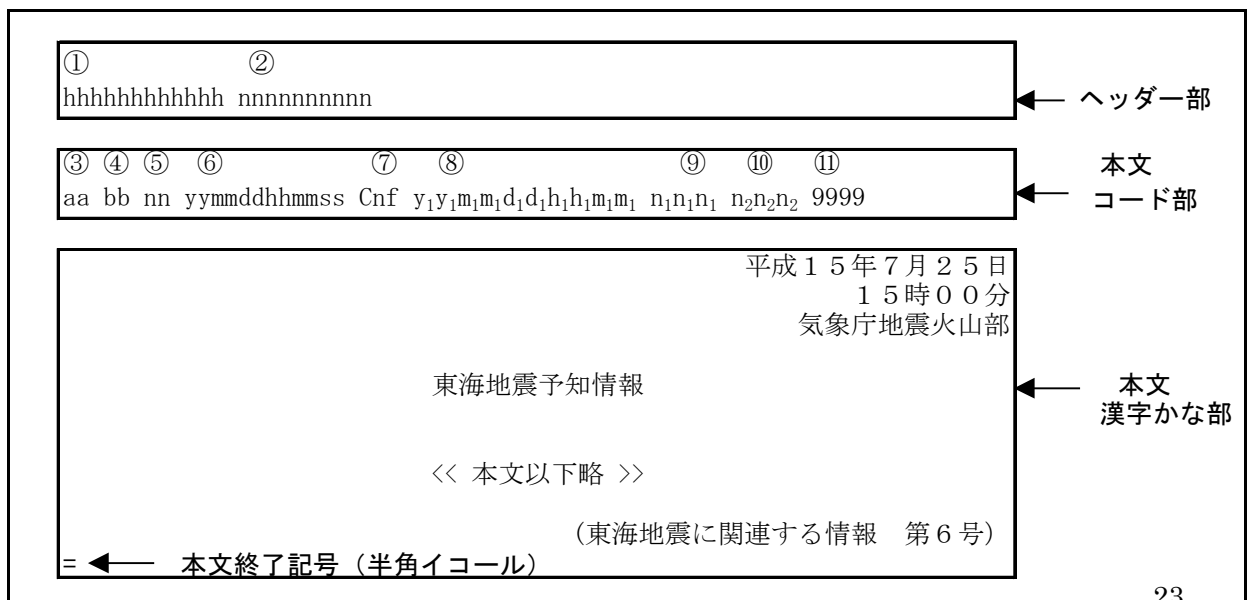 ① ②
hhhhhhhhhhhh nnnnnnnnnn
ヘッダー部
③ ④ ⑤ ⑥ ⑦ ⑧ ⑨ ⑩ ⑪
aa bb nn yymmddhhmmss Cnf y₁y₁m₁m₁d₁d₁h₁h₁m₁m₁ n₁n₁n₁ n₂n₂n₂ 9999
本文
コード部
平成15年7月25日
15時00分
気象庁地震火山部
東海地震予知情報
本文
漢字かな部
<< 本文以下略 >>
(東海地震に関連する情報　第6号)
= 本文終了記号(半角イコール)
23